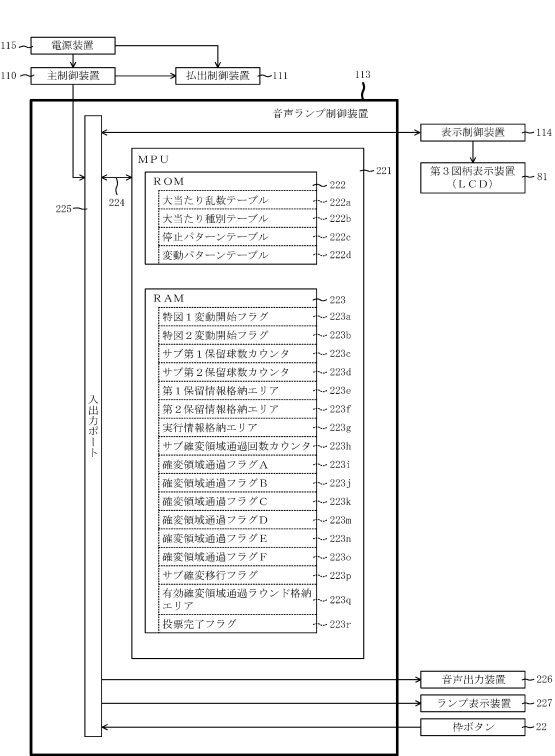 115
電源装置
110
主制御装置
払出制御装置
111
113
音声ランプ制御装置
表示制御装置
114
第3図柄表示装置
（LCD）
81
MPU
221
225
224
ROM
222
大当たり乱数テーブル
222a
大当たり種別テーブル
222b
停止パターンテーブル
222c
変動パターンテーブル
222d
RAM
223
特図1変動開始フラグ
223a
特図2変動開始フラグ
223b
サブ第1保留球数カウンタ
223c
サブ第2保留球数カウンタ
223d
第1保留情報格納エリア
223e
第2保留情報格納エリア
223f
実行情報格納エリア
223g
サブ確変領域通過回数カウンタ
223h
確変領域通過フラグA
223i
確変領域通過フラグB
223j
確変領域通過フラグC
223k
確変領域通過フラグD
223m
確変領域通過フラグE
223n
確変領域通過フラグF
223o
サブ確変移行フラグ
223p
有効確変領域通過ラウンド格納
エリア
223q
投票完了フラグ
223r
入出力ポート
音声出力装置
226
ランプ表示装置
227
枠ボタン
22